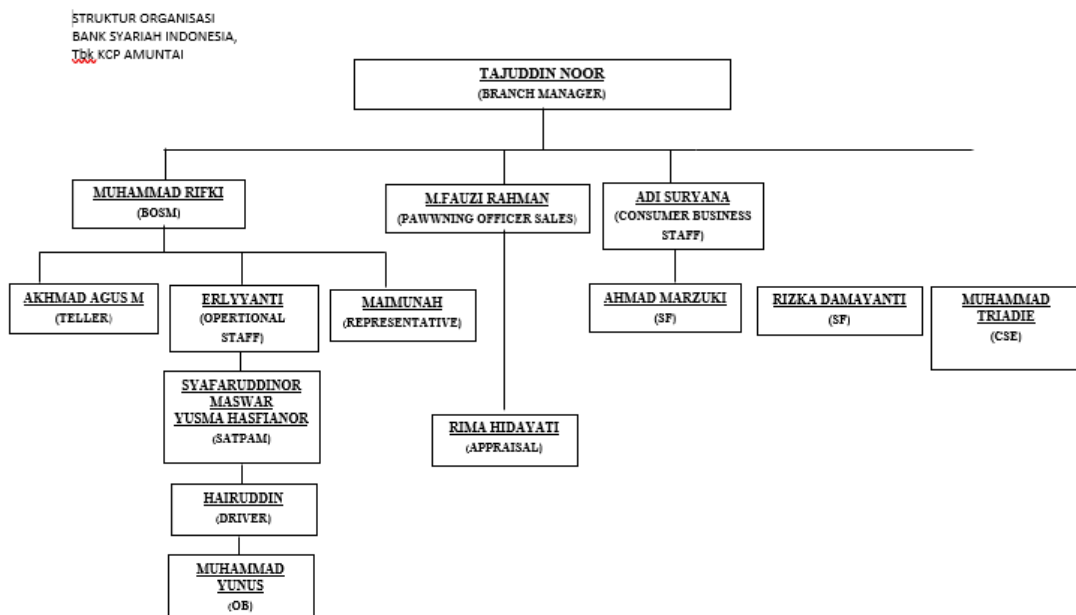 STRUKTUR ORGANISASI
BANK SYARIAH INDONESIA,
Tbk KCP AMUNTAI
TAJUDDIN NOOR
(BRANCH MANAGER)
MUHAMMAD RIFKI
(BOSM)
M.FAUZI RAHMAN
(PAWWNING OFFICER SALES)
ADI SURYANA
(CONSUMER BUSINESS
STAFF)
AKHMAD AGUS M
(TELLER)
ERLYYANTI
(OPERTIONAL
STAFF)
MAIMUNAH
(REPRESENTATIVE)
AHMAD MARZUKI
(SF)
RIZKA DAMAYANTI
(SF)
MUHAMMAD
TRIADIE
(CSE)
SYAFARUDDINOR
MASWAR
YUSMA HASFIANOR
(SATPAM)
RIMA HIDAYATI
(APPRAISAL)
HAIRUDDIN
(DRIVER)
MUHAMMAD
YUNUS
(OB)